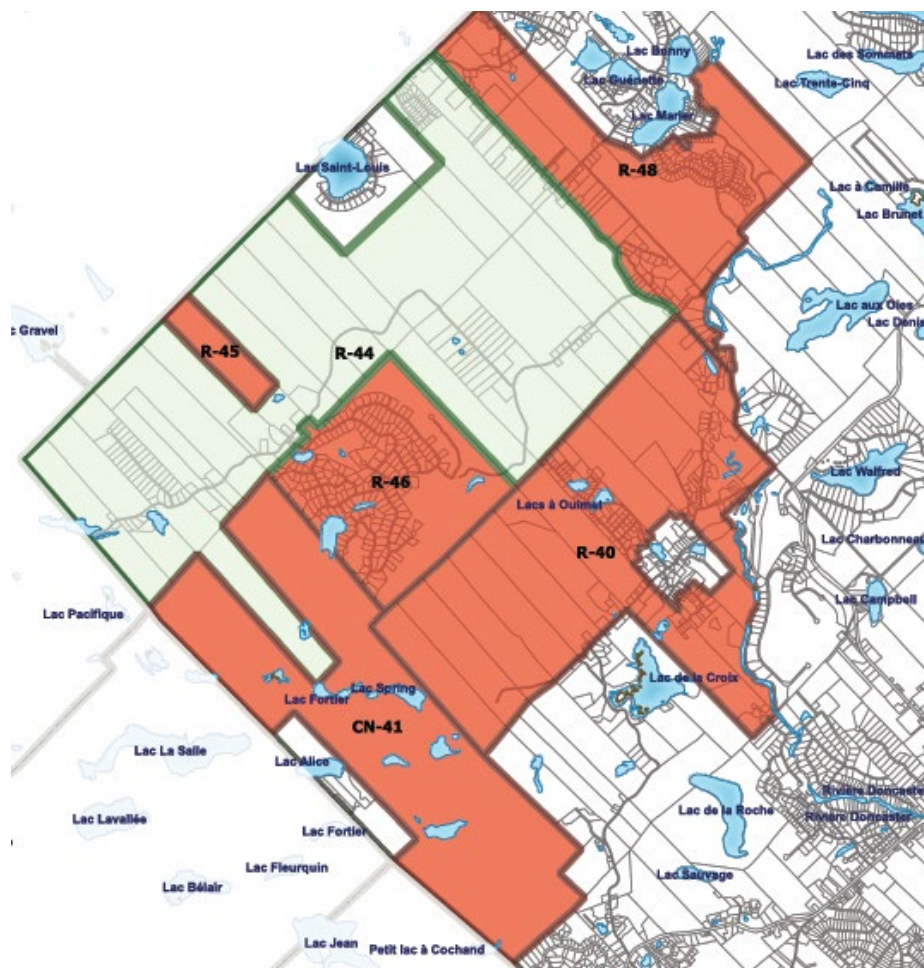 Lac Bonny
Lac des Sommets
Lac Guénette
Lac Trente-Cinq
Lac Marier
Lac Saint-Louis
R-48
Lac à Camille
Lac Brunet
Lac aux Oies
c Gravel
Lac Denis
R-45
R-44
Lac Walfred
R-46
Lacs à Ouimet
Lac Charbonneau
R-40
Lac Campbell
Lac Pacifique
Lac de la Croix
Lac Spring
Lac Fortier
CN-41
Lac La Salle
Lac Alice
Rivière Doncaster
Lac de la Roche
Lac Lavallée
Rivière Doncaster
Lac Fortier
Lac Fleurquin
Lac Sauvage
Lac Bélair
Lac Jean
Petit lac à Cochand